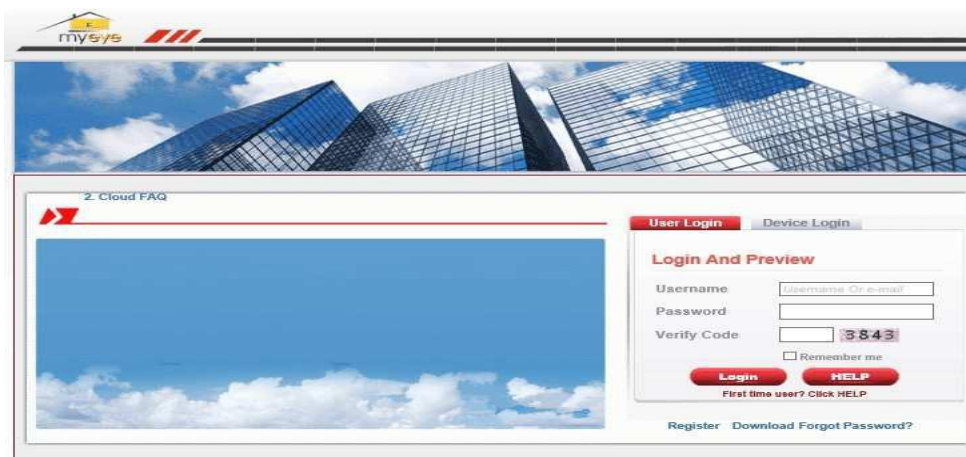 myeye
2. Cloud FAQ
User Login Device Login
Login And Preview
Username Username Or e-mail
Password
Verify Code 3843
Remember me
Login HELP
First time user? Click HELP
Register Download Forgot Password?